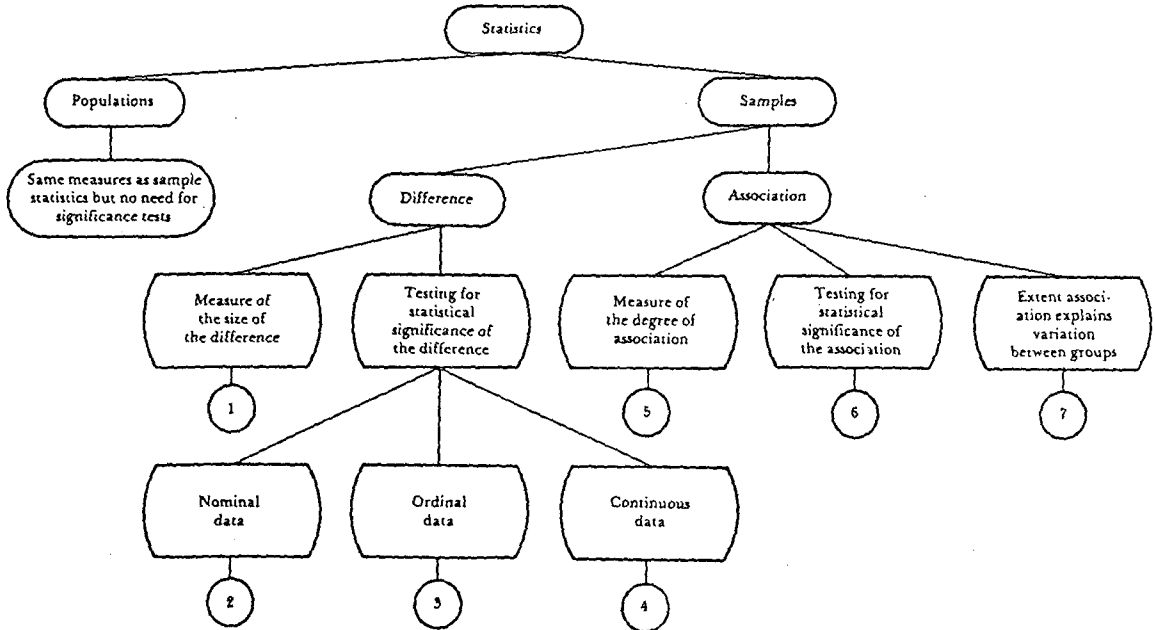 Statistics
Populations
Samples
Same measures as sample
statistics but no need for
significance tests
Difference
Association
Measure of
the size of
the difference
Testing for
statistical
significance of
the difference
Measure of
the degree of
association
Testing for
statistical
significance of
the association
Extent associ-
ation explains
variation
between groups
1
5
6
7
Nominal
data
Ordinal
data
Continuous
data
2
3
4